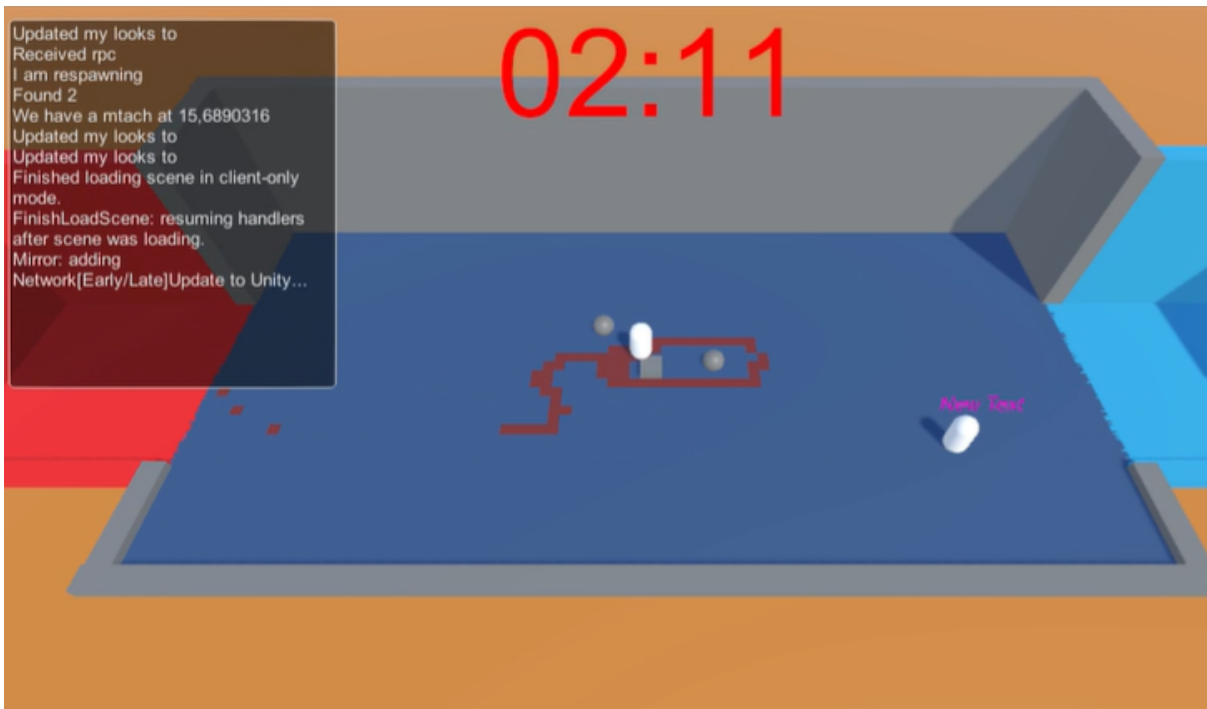 Updated my looks to
Received rpc
I am respawning
Found 2
We have a mtach at 15,6890316
Updated my looks to
Updated my looks to
Finished loading scene in client-only
mode.
FinishLoadScene: resuming handlers
after scene was loading.
Mirror: adding
Network[Early/Late]Update to Unity...
02:11
New Text